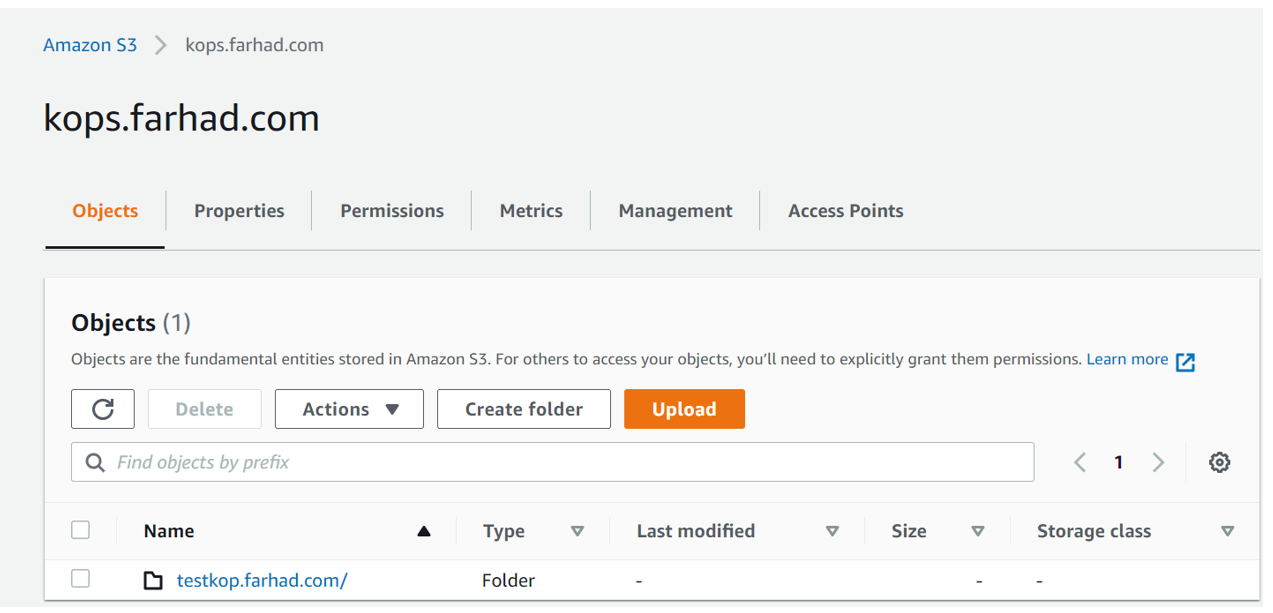 Amazon S3 > kops.farhad.com
kops.farhad.com
Objects Properties Permissions Metrics Management Access Points
Objects (1)
Objects are the fundamental entities stored in Amazon S3. For others to access your objects, you'll need to explicitly grant them permissions. Learn more
Delete Actions Create folder Upload
Find objects by prefix 1
Name Type Last modified Size Storage class
testkop.farhad.com/ Folder - - -